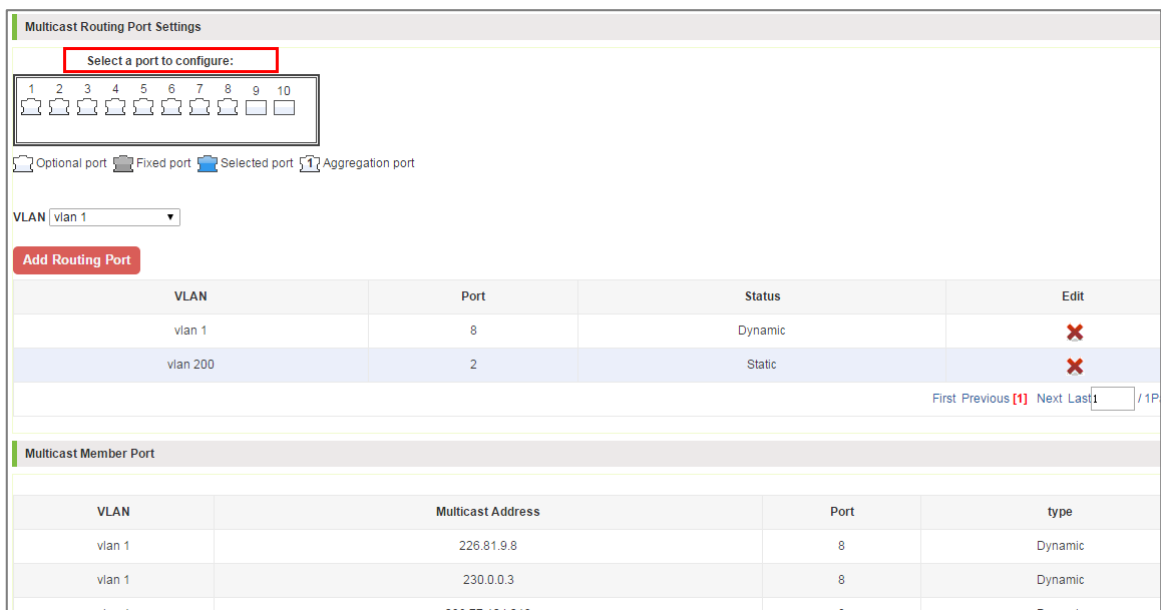 Multicast Routing Port Settings
Select a port to configure:
1 2 3 4 5 6 7 8 9 10
Optional port Fixed port Selected port 1 Aggregation port
VLAN vlan 1
Add Routing Port
VLAN Port Status Edit
vlan 1 8 Dynamic
vlan 200 2 Static
First Previous [1] Next Last 1 / 1P
Multicast Member Port
VLAN Multicast Address Port type
vlan 1 226.81.9.8 8 Dynamic
vlan 1 230.0.0.3 8 Dynamic